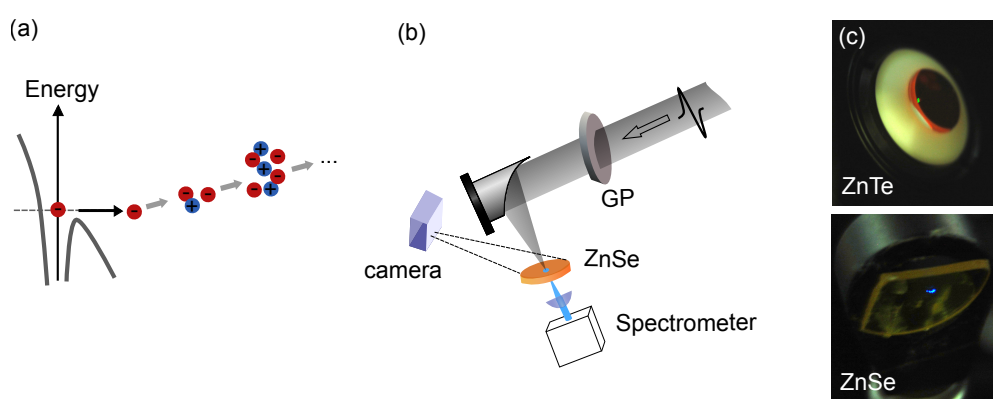 (a)
Energy
...
(b)
GP
ZnSe
camera
Spectrometer
(c)
ZnTe
ZnSe